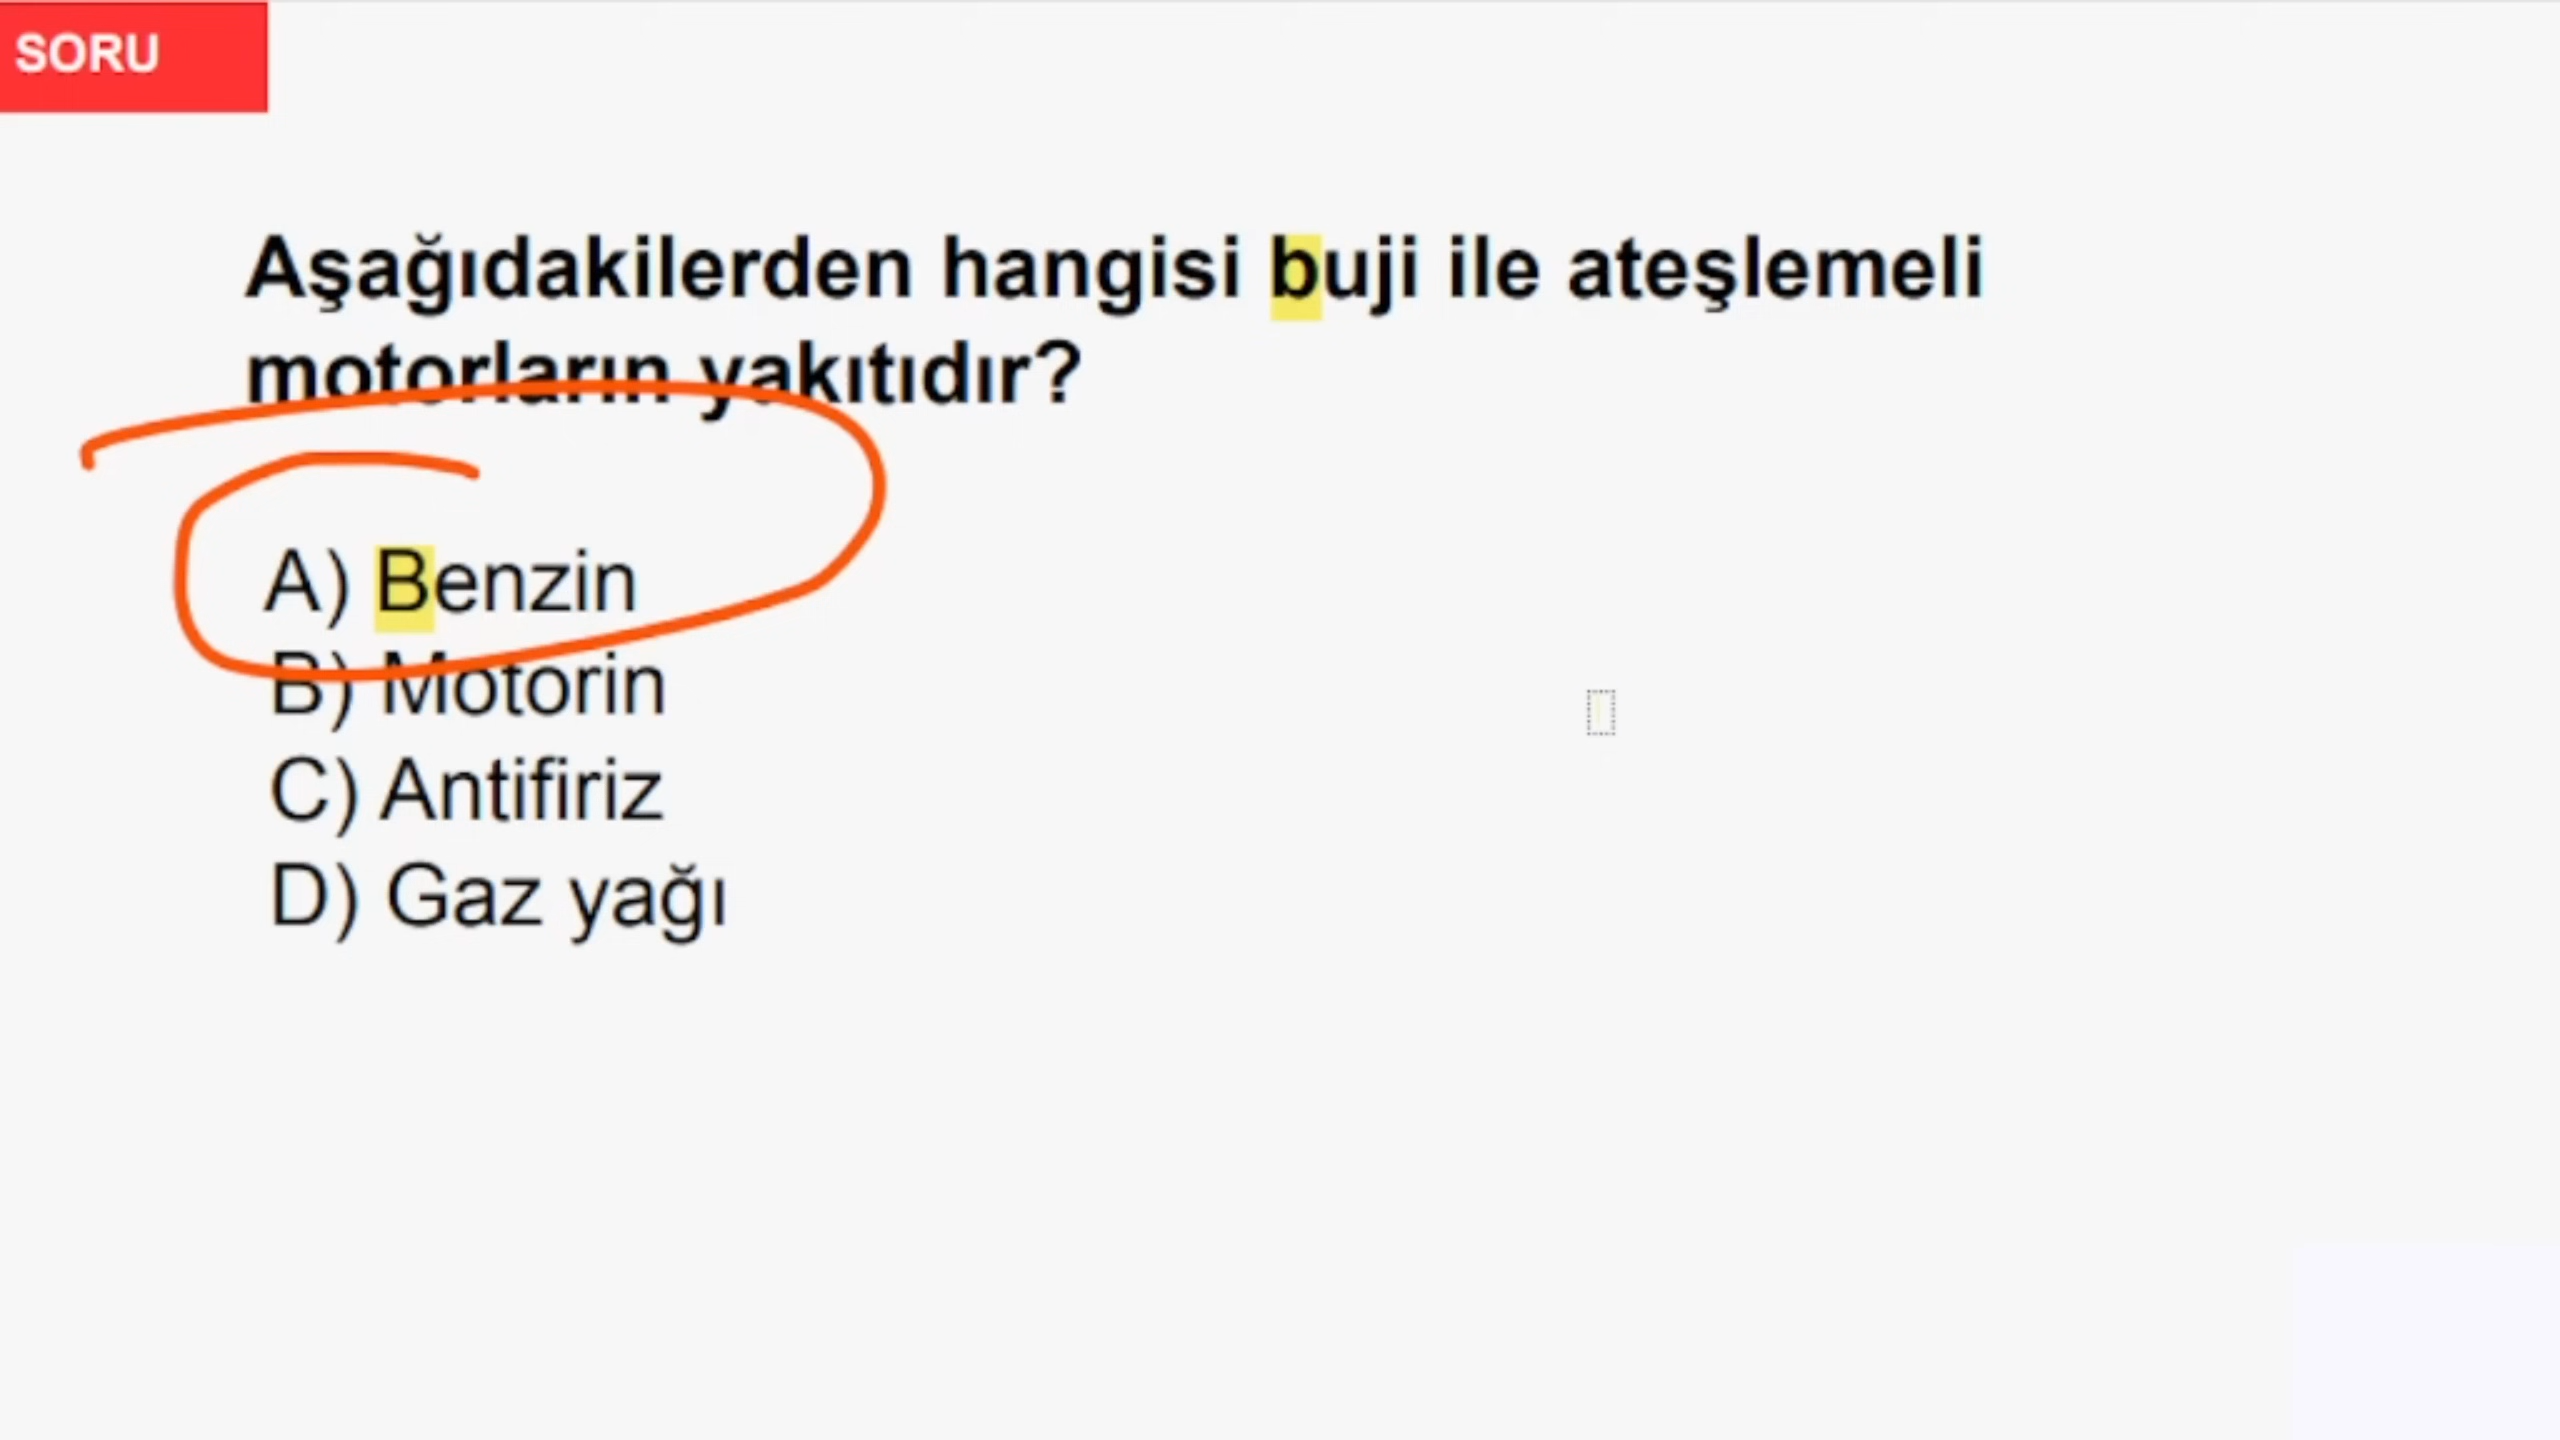 SORU
Aşağıdakilerden hangisi buji ile ateşlemeli
motorların yakıtıdır?
A) Benzin
B) Motorin
C) Antifiriz
D) Gaz yağı